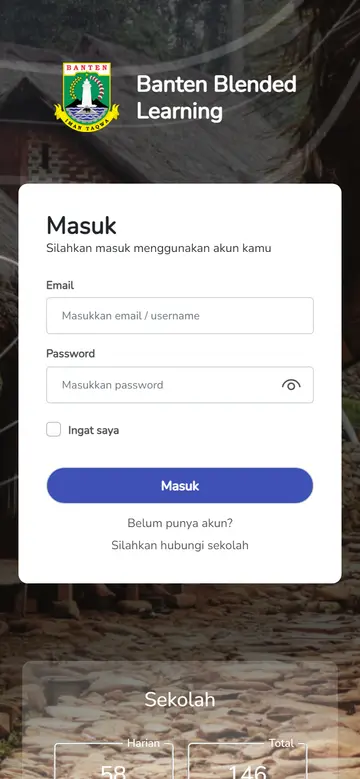 BANTEN
IMAN TAQWA
Banten Blended
Learning
Masuk
Silahkan masuk menggunakan akun kamu
Email
Masukkan email / username
Password
Masukkan password
Ingat saya
Masuk
Belum punya akun?
Silahkan hubungi sekolah
Sekolah
Harian
Total
58
146